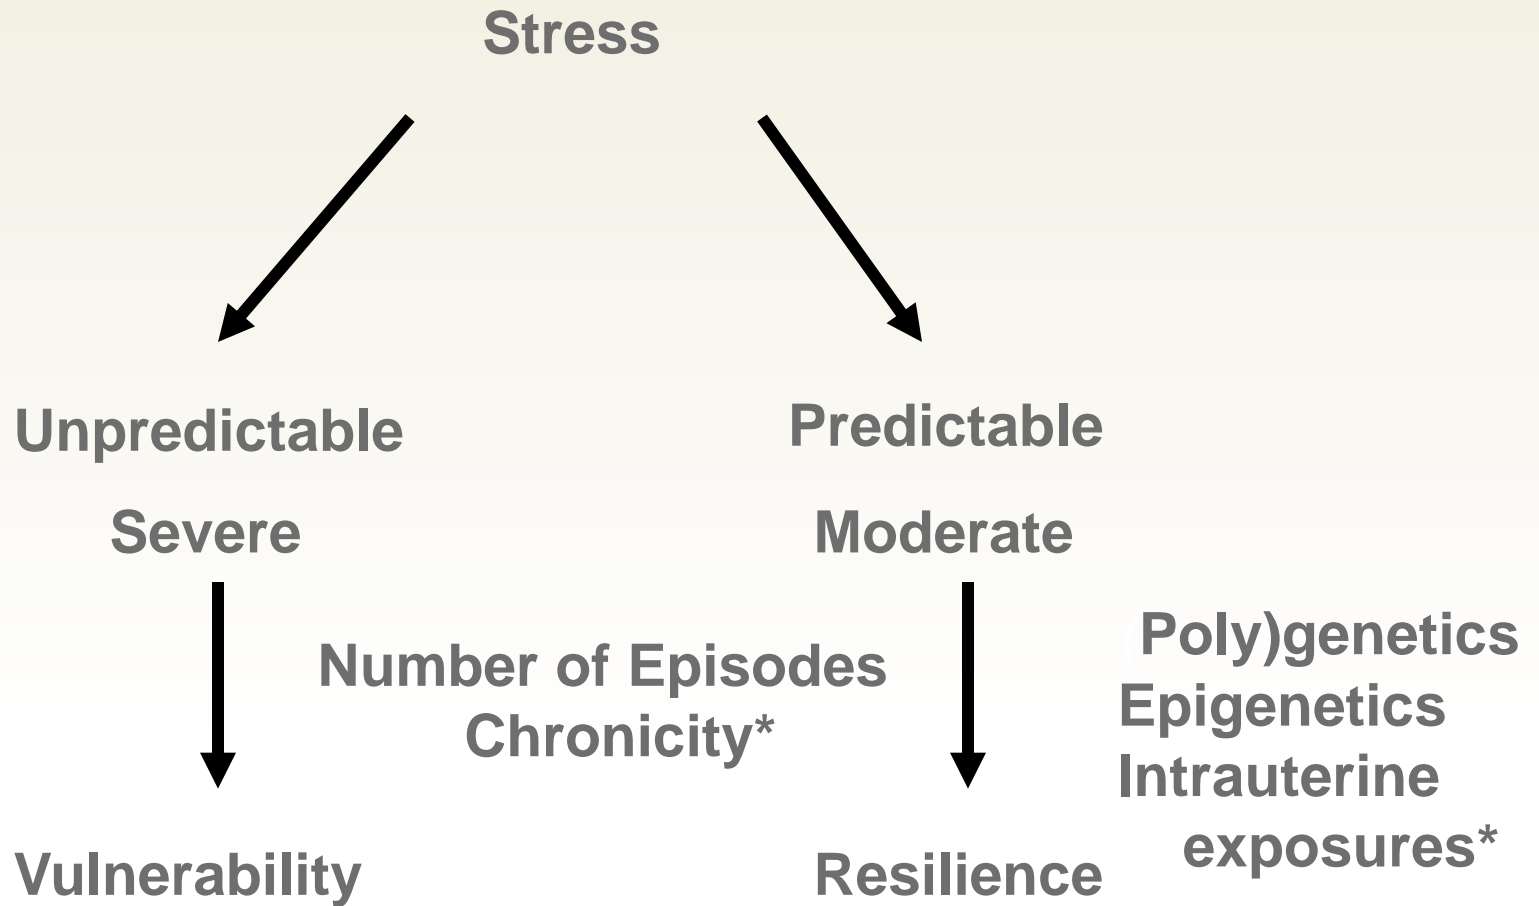 Stress
Unpredictable
Predictable
Severe
Moderate
Number of Episodes
Chronicity*
(Poly)genetics
Epigenetics
Intrauterine
exposures*
Vulnerability
Resilience